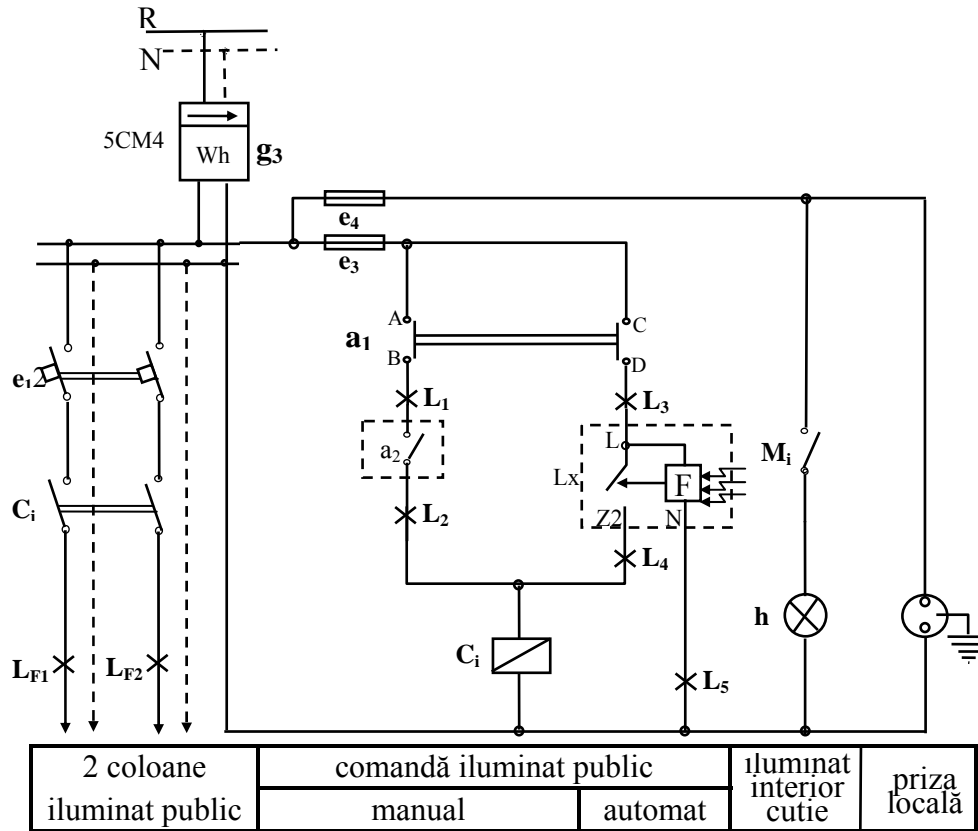 R
N
5CM4
Wh
g3
e4
e3
A
C
a1
B
D
e12
L1
L3
a2
L
Lx
F
Mi
Ci
L2
Z2
N
L4
h
Ci
LF1
LF2
L5
2 coloane
iluminat public
comandă iluminat public
manual
automat
iluminat
interior
cutie
priza
locală